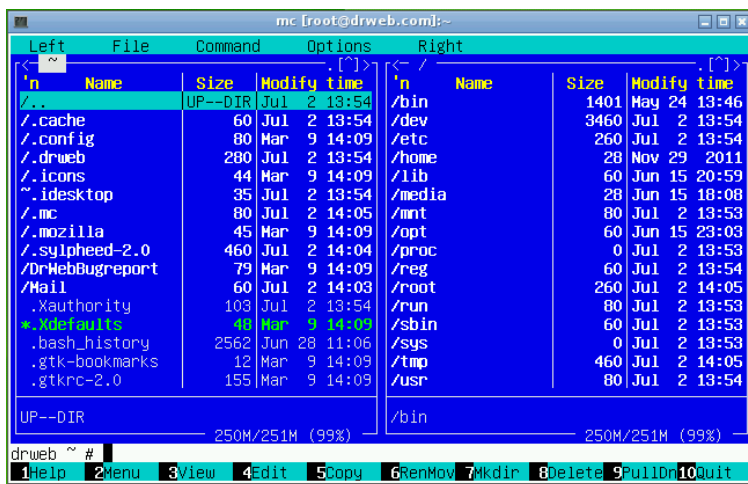 mc [root@drweb.com]:~
Left File Command Options Right
<~ .[^]> <- / .[^]>
'n Name Size Modify time 'n Name Size Modify time
/.. UP--DIR Jul 2 13:54 /bin 1401 May 24 13:46
/.cache 60 Jul 2 13:54 /dev 3460 Jul 2 13:54
/.config 80 Mar 9 14:09 /etc 260 Jul 2 13:54
/.drweb 280 Jul 2 13:54 /home 28 Nov 29 2011
/.icons 44 Mar 9 14:09 /lib 60 Jun 15 20:59
~.idesktop 35 Jul 2 13:54 /media 28 Jun 15 18:08
/.mc 80 Jul 2 14:05 /mnt 80 Jul 2 13:53
/.mozilla 45 Mar 9 14:09 /opt 60 Jun 15 23:03
/.sylpheed-2.0 460 Jul 2 14:04 /proc 0 Jul 2 13:53
/DrWebBugreport 79 Mar 9 14:09 /reg 60 Jul 2 13:54
/Mail 60 Jul 2 14:03 /root 260 Jul 2 14:05
.Xauthority 103 Jul 2 13:54 /run 80 Jul 2 13:53
*.Xdefaults 48 Mar 9 14:09 /sbin 60 Jul 2 13:53
.bash_history 2562 Jun 28 11:06 /sys 0 Jul 2 13:53
.gtk-bookmarks 12 Mar 9 14:09 /tmp 460 Jul 2 14:05
.gtkrc-2.0 155 Mar 9 14:09 /usr 80 Jul 2 13:54
UP--DIR /bin
250M/251M (99%) 250M/251M (99%)
drweb ~ #
1Help 2Menu 3View 4Edit 5Copy 6RenMov 7Mkdir 8Delete 9PullDn 10Quit